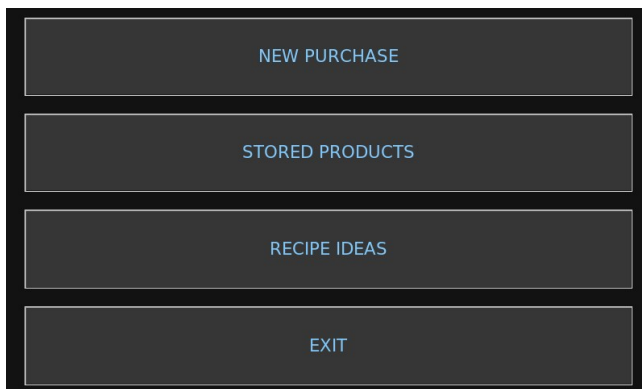 NEW PURCHASE
STORED PRODUCTS
RECIPE IDEAS
EXIT